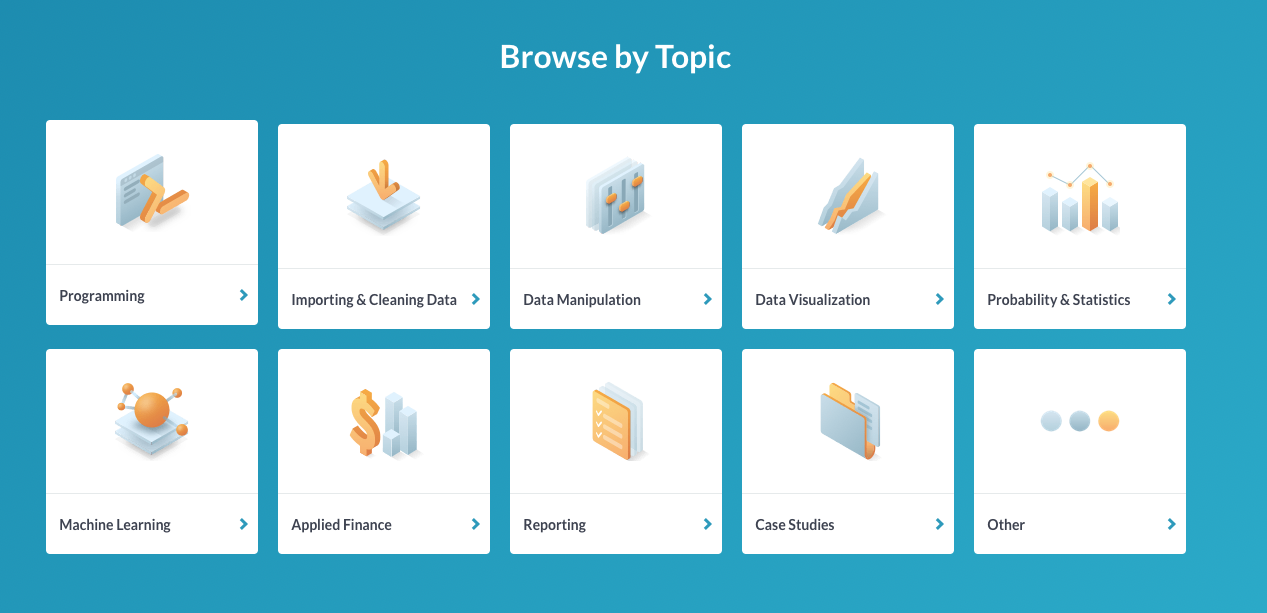 Browse by Topic
Programming
Importing & Cleaning Data
Data Manipulation
Data Visualization
Probability & Statistics
Machine Learning
Applied Finance
Reporting
Case Studies
Other